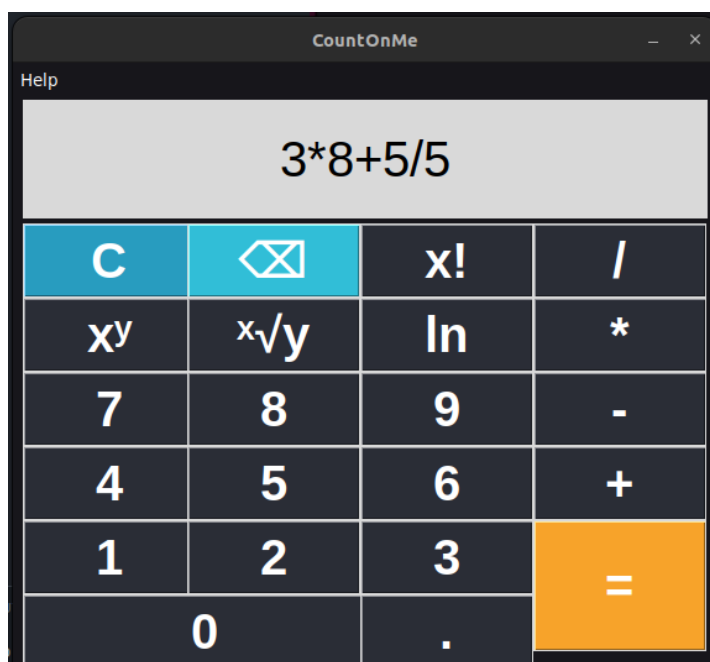 CountOnMe
Help
3*8+5/5
C x! /
xʸ ˣ√y ln *
7 8 9 -
4 5 6 +
1 2 3 =
0 .